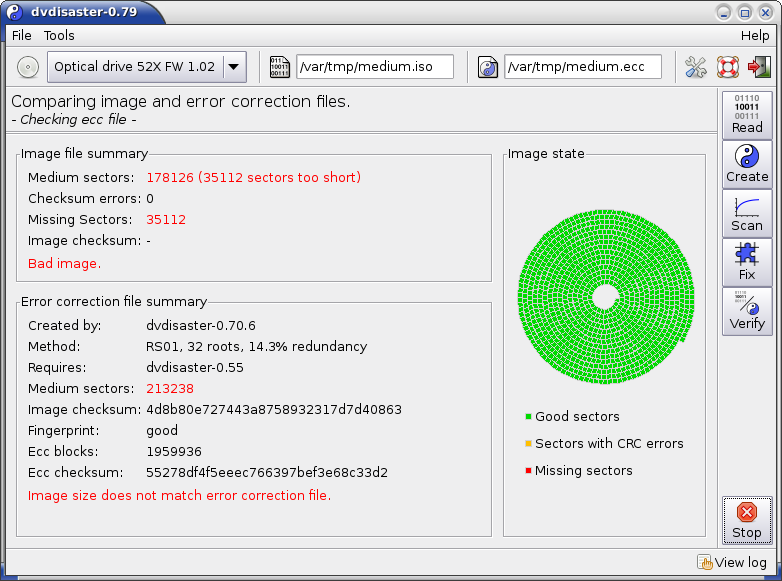 dvdisaster-0.79
File Tools Help
Optical drive 52X FW 1.02 /var/tmp/medium.iso /var/tmp/medium.ecc
Comparing image and error correction files.
- Checking ecc file -
Image file summary
Medium sectors: 178126 (35112 sectors too short)
Checksum errors: 0
Missing Sectors: 35112
Image checksum: -
Bad image.
Error correction file summary
Created by: dvdisaster-0.70.6
Method: RS01, 32 roots, 14.3% redundancy
Requires: dvdisaster-0.55
Medium sectors: 213238
Image checksum: 4d8b80e727443a8758932317d7d40863
Fingerprint: good
Ecc blocks: 1959936
Ecc checksum: 55278df4f5eeec766397bef3e68c33d2
Image size does not match error correction file.
Image state
Good sectors
Sectors with CRC errors
Missing sectors
01110
10011
00111
Read
Create
Scan
Fix
Verify
Stop
View log